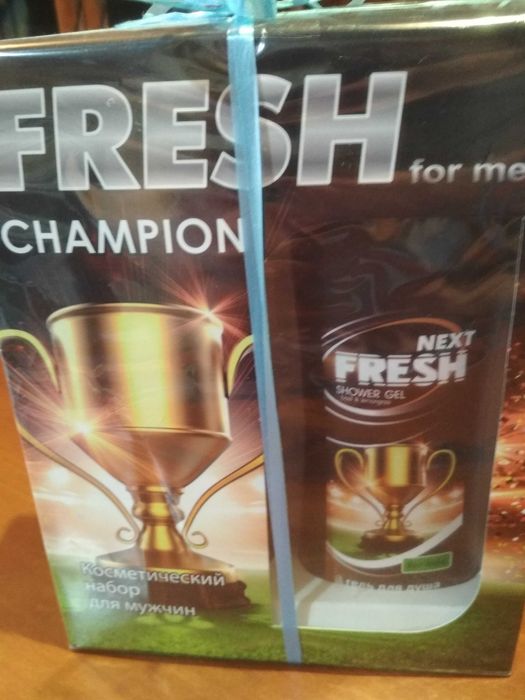 FRESH
for me
CHAMPION
NEXT
FRESH
SHOWER GEL
Косметический
набор
для мужчин
гель для душа